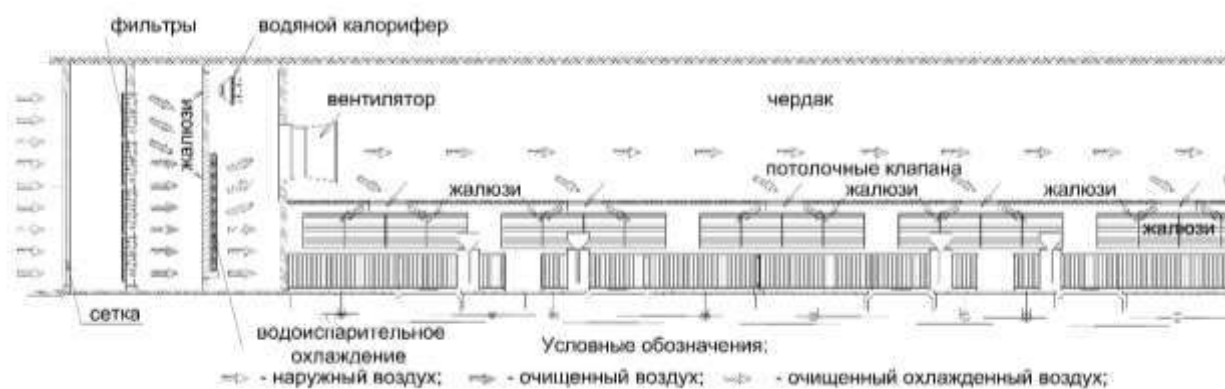 фильтры
водяной калорифер
жалюзи
вентилятор
чердак
потолочные клапана
жалюзи
жалюзи
жалюзи
жалюзи
сетка
водоиспарительное
охлаждение
Условные обозначения;
- наружный воздух;
- очищенный воздух;
- очищенный охлажденный воздух;